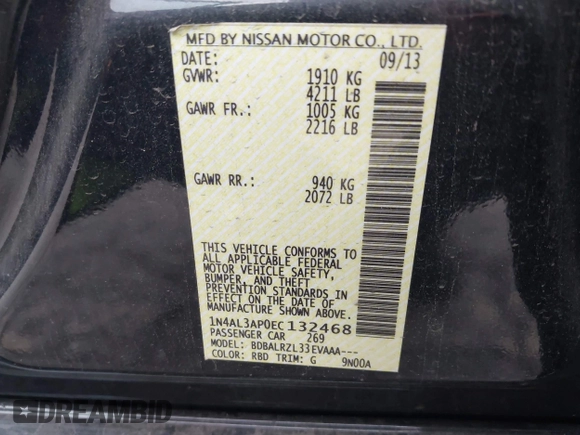 MFD BY NISSAN MOTOR CO., LTD.
DATE: 09/13
GVWR: 1910 KG
4211 LB
GAWR FR.: 1005 KG
2216 LB
GAWR RR.: 940 KG
2072 LB
THIS VEHICLE CONFORMS TO
ALL APPLICABLE FEDERAL
MOTOR VEHICLE SAFETY,
BUMPER, AND THEFT
PREVENTION STANDARDS IN
EFFECT ON THE DATE OF
MANUFACTURE SHOWN ABOVE.
1N4AL3AP0EC132468
PASSENGER CAR 269
MODEL: BDBALRZL33EVAAA---
COLOR: RBD TRIM: G 9N00A
DREAMBID